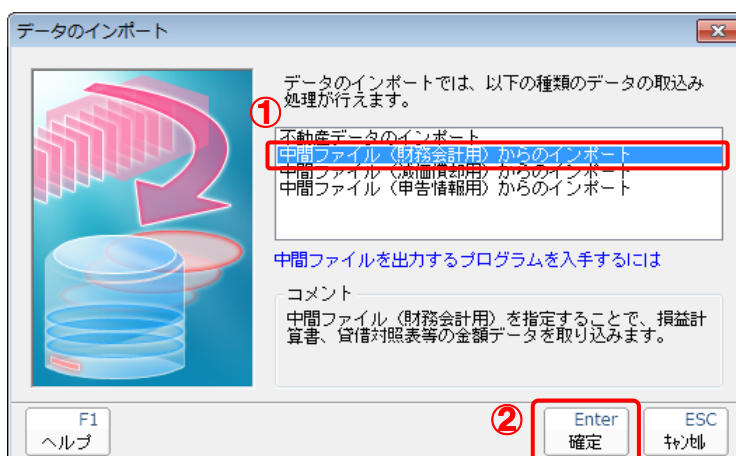 データのインポート
データのインポートでは、以下の種類のデータの取込み
処理が行えます。
①
不動産データのインポート
中間ファイル（財務会計用）からのインポート
中間ファイル（減価償却用）からのインポート
中間ファイル（申告情報用）からのインポート
中間ファイルを出力するプログラムを入手するには
コメント
中間ファイル（財務会計用）を指定することで、損益計
算書、貸借対照表等の金額データを取り込みます。
②
F1
ヘルプ
Enter
確定
ESC
ｷｬﾝｾﾙ